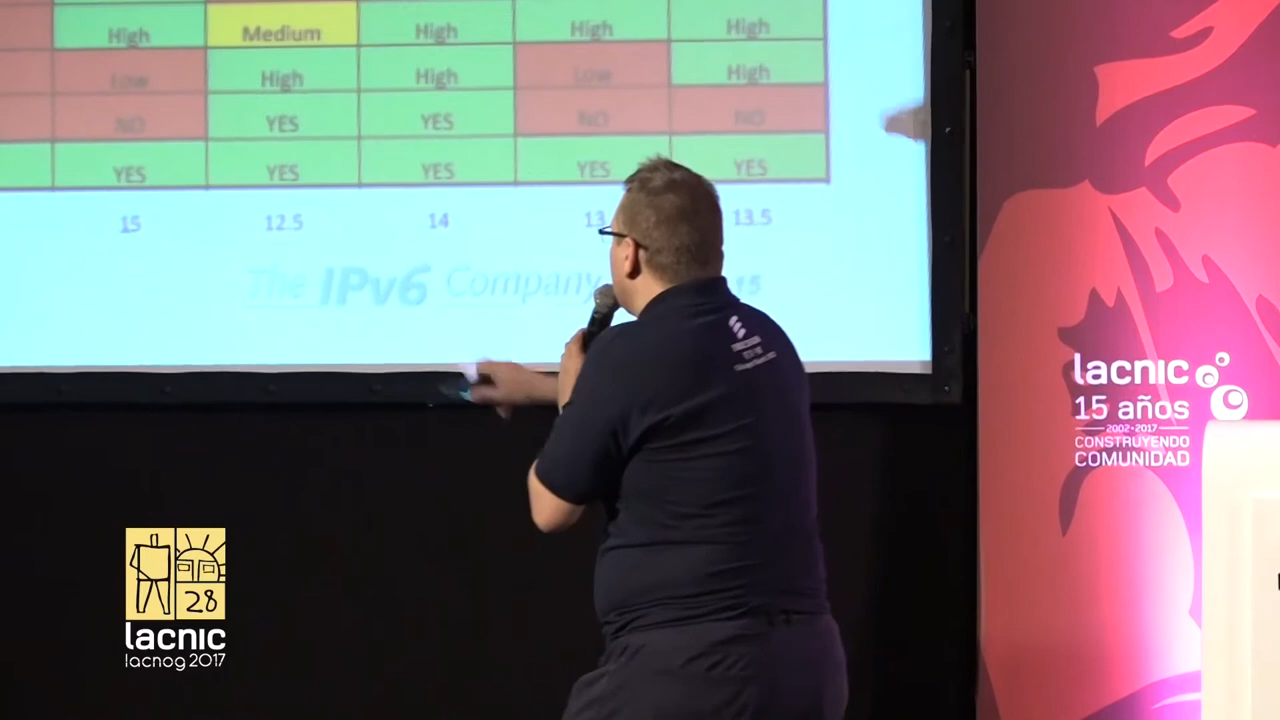 High Medium High High High
Low High High Low High
NO YES YES NO NO
YES YES YES YES YES
15 12.5 14 13 13.5
The IPv6 Company
15
lacnic
15 años
2002-2017
CONSTRUYENDO
COMUNIDAD
28
lacnic
lacnog 2017